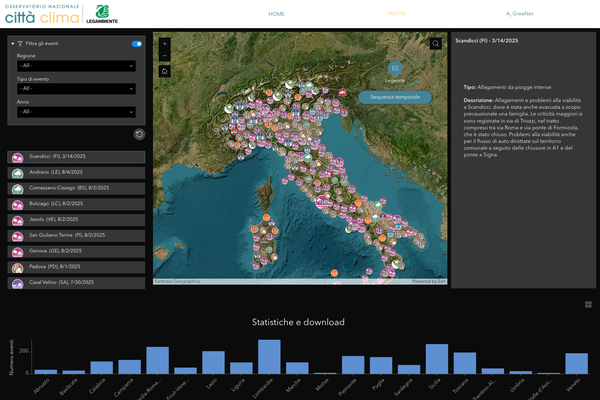 OSSERVATORIO NAZIONALE
città clima
LEGAMBIENTE
HOME
MAPPA
A_GreeNet
Filtra gli eventi
Regione
- All -
Tipo di evento
- All -
Anno
- All -
Scandicci (FI), 3/14/2025
Andrano (LE), 8/4/2025
Comezzano-Cizzago (BS), 8/2/2025
Bulciago (LC), 8/2/2025
Jesolo (VE), 8/2/2025
San Giuliano Terme (PI), 8/2/2025
Genova (GE), 8/2/2025
Padova (PD), 8/1/2025
Casal Velino (SA), 7/30/2025
+
−
Legenda
Sequenza temporale
Earthstar Geographics
Powered by Esri
Scandicci (FI) - 3/14/2025
Tipo: Allagamenti da piogge intense
Descrizione: Allagamenti e problemi alla viabilità
a Scandicci, dove è stata anche evacuata a scopo
precauzionale una famiglia. Le criticità maggiori si
sono registrate in via di Triozzi, nel tratto
compreso tra via Roma e via ponte di Formicola,
che è stato chiuso. Problemi alla viabilità anche
per il flusso di auto dirottate sul territorio
comunale a seguito delle chiusure in A1 e del
ponte a Signa.
Statistiche e download
Numero eventi
200
0
Abruzzo
Basilicata
Calabria
Campania
Emilia-Roma...
Friuli-Vene...
Lazio
Liguria
Lombardia
Marche
Molise
Piemonte
Puglia
Sardegna
Sicilia
Toscana
Trentino-Al...
Umbria
Valle d'Aos...
Veneto